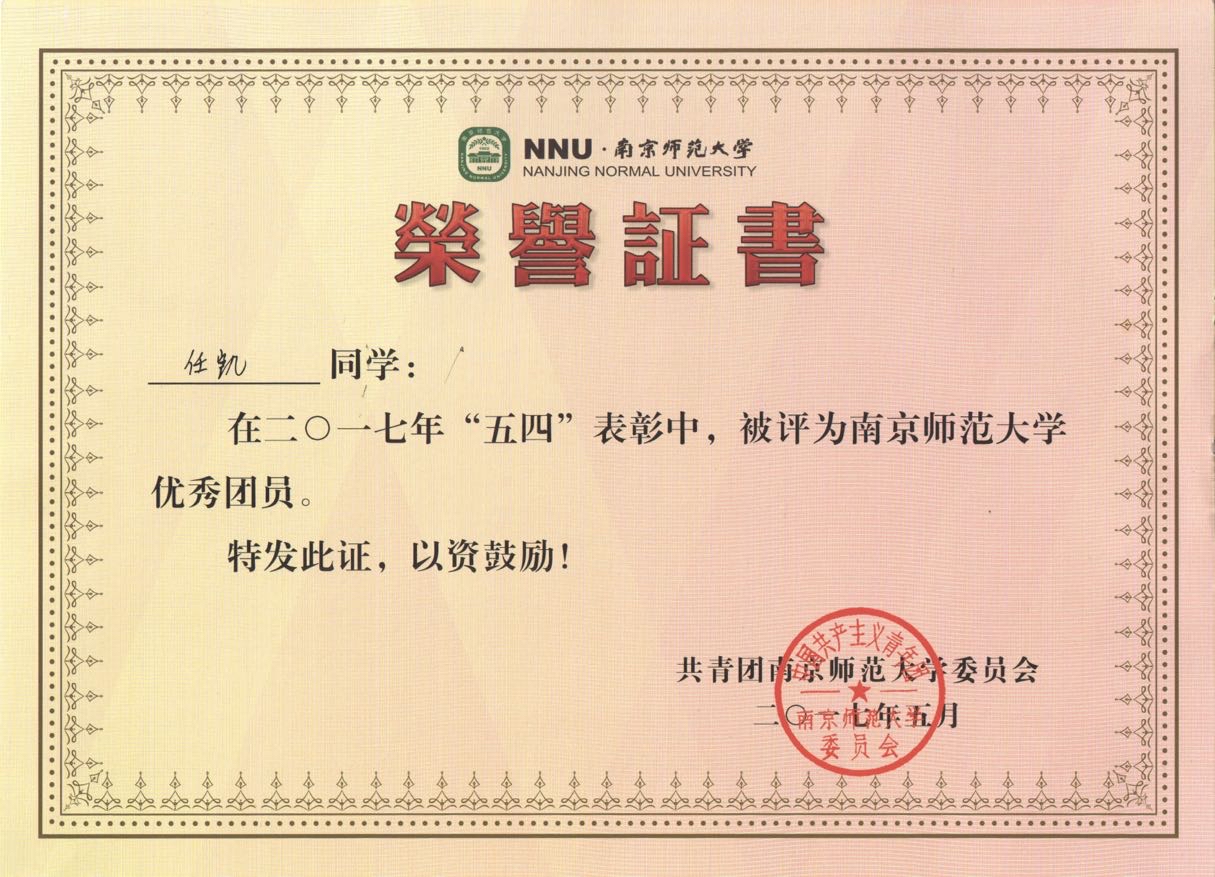 NNU·南京师范大学
NANJING NORMAL UNIVERSITY
榮譽証書
任凯 同学：
在二〇一七年“五四”表彰中，被评为南京师范大学
优秀团员。
特发此证，以资鼓励！
共青团南京师范大学委员会
二〇一七年五月
中国共产主义青年团
南京师范大学
委员会